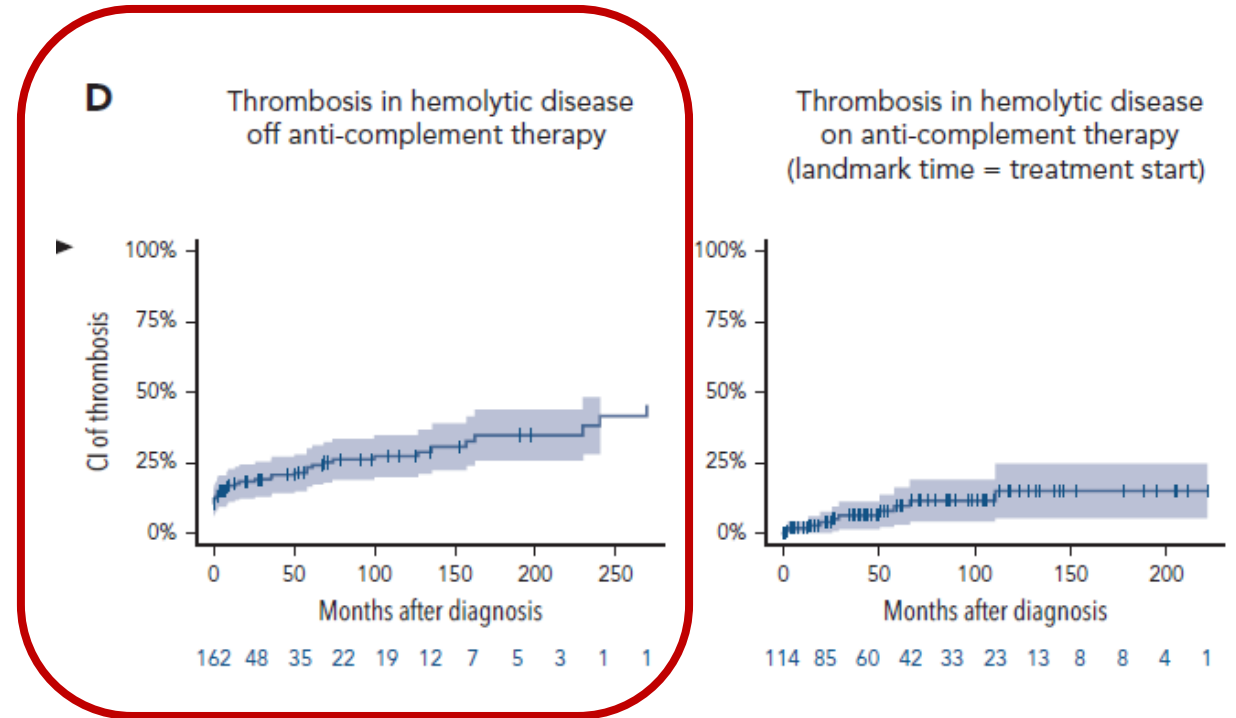 D
Thrombosis in hemolytic disease
off anti-complement therapy
CI of thrombosis
100%
75%
50%
25%
0%
0 50 100 150 200 250
Months after diagnosis
162 48 35 22 19 12 7 5 3 1 1
Thrombosis in hemolytic disease
on anti-complement therapy
(landmark time = treatment start)
100%
75%
50%
25%
0%
0 50 100 150 200
Months after diagnosis
114 85 60 42 33 23 13 8 8 4 1